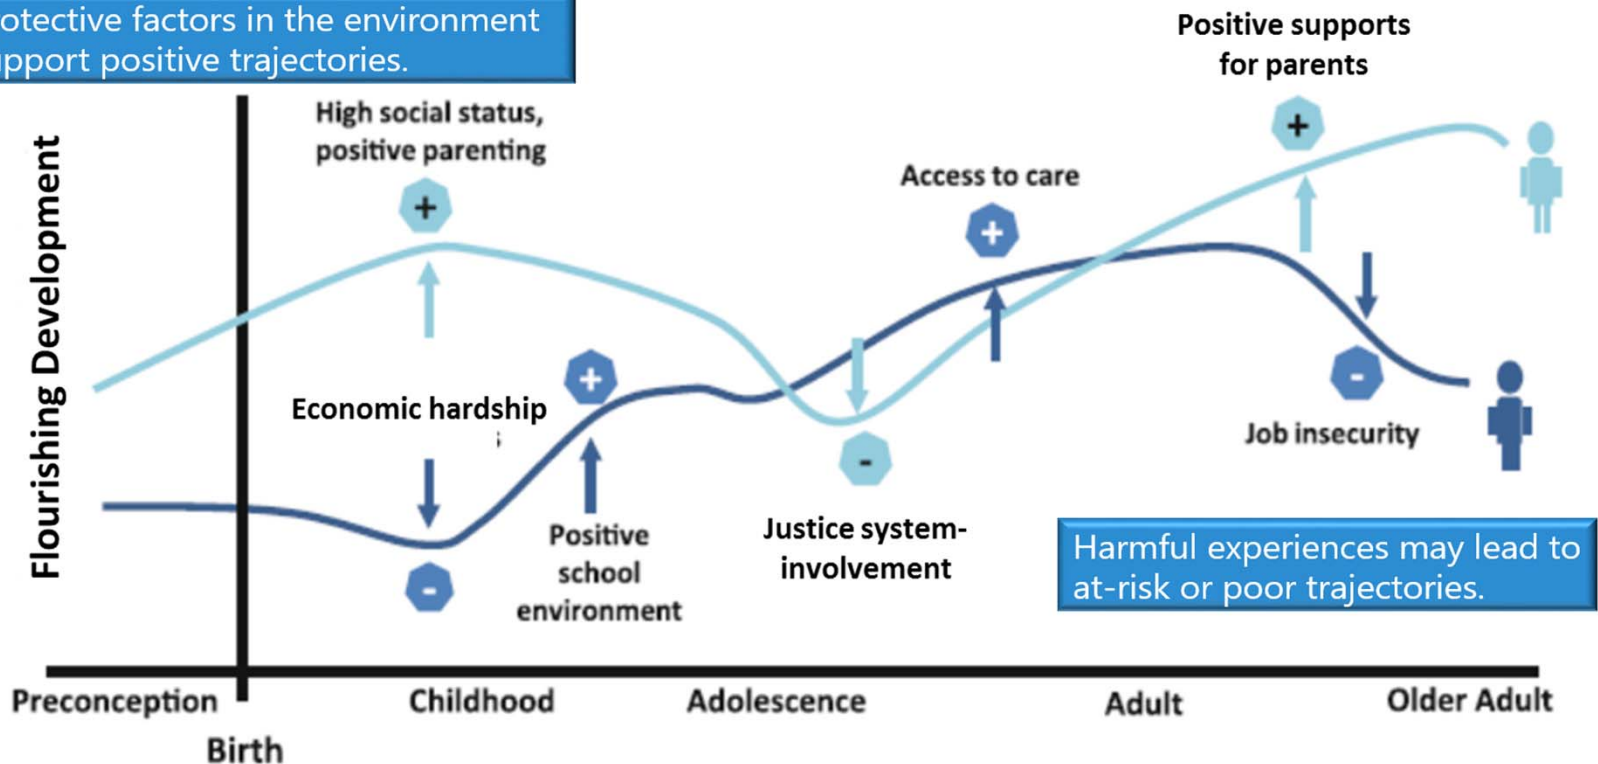 otective factors in the environment
pport positive trajectories.
Positive supports
for parents
High social status,
positive parenting
+
+
Access to care
+
Flourishing Development
+
Economic hardship
-
-
Job insecurity
Positive
school
environment
-
Justice system-
involvement
Harmful experiences may lead to
at-risk or poor trajectories.
Preconception
Birth
Childhood
Adolescence
Adult
Older Adult